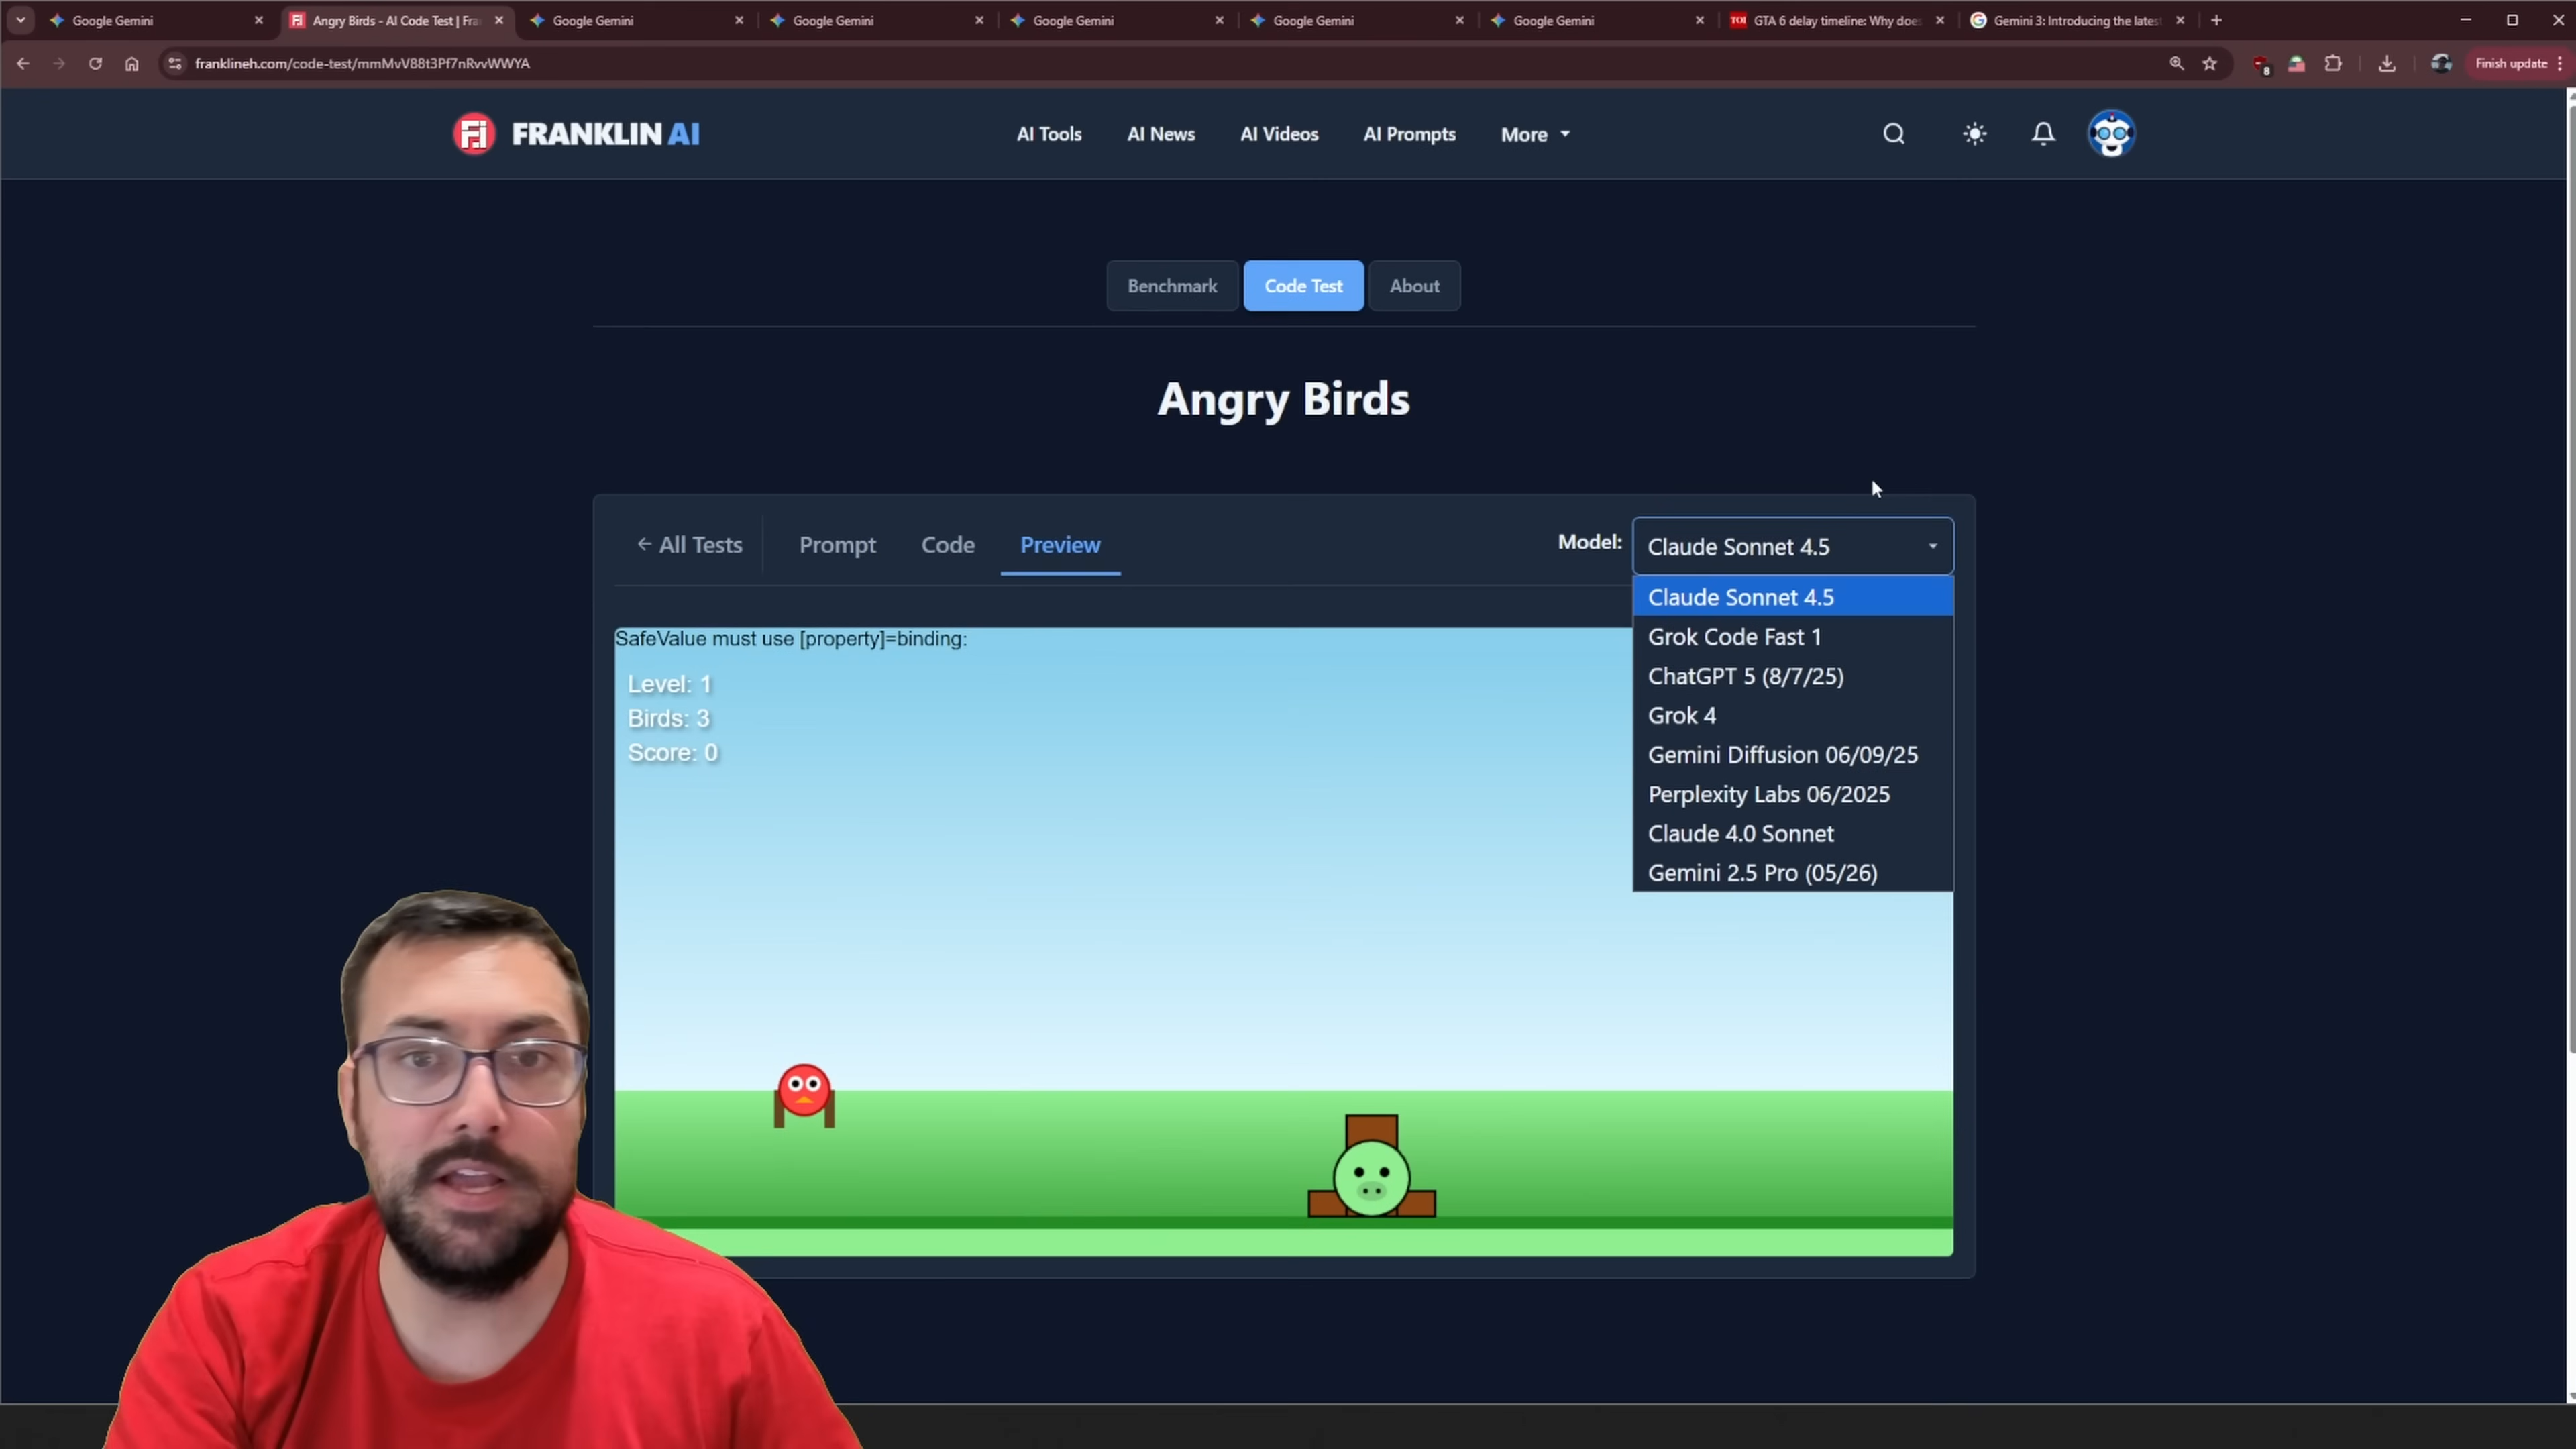 Google Gemini
Angry Birds - AI Code Test | Fra
Google Gemini
Google Gemini
Google Gemini
Google Gemini
Google Gemini
TOI GTA 6 delay timeline: Why does
Gemini 3: Introducing the latest
franklineh.com/code-test/mmMvV88t3Pf7nRvvWWYA
8
Finish update
FRANKLIN AI
AI Tools
AI News
AI Videos
AI Prompts
More
Benchmark
Code Test
About
Angry Birds
← All Tests
Prompt
Code
Preview
Model:
Claude Sonnet 4.5
Claude Sonnet 4.5
Grok Code Fast 1
ChatGPT 5 (8/7/25)
Grok 4
Gemini Diffusion 06/09/25
Perplexity Labs 06/2025
Claude 4.0 Sonnet
Gemini 2.5 Pro (05/26)
SafeValue must use [property]=binding:
Level: 1
Birds: 3
Score: 0